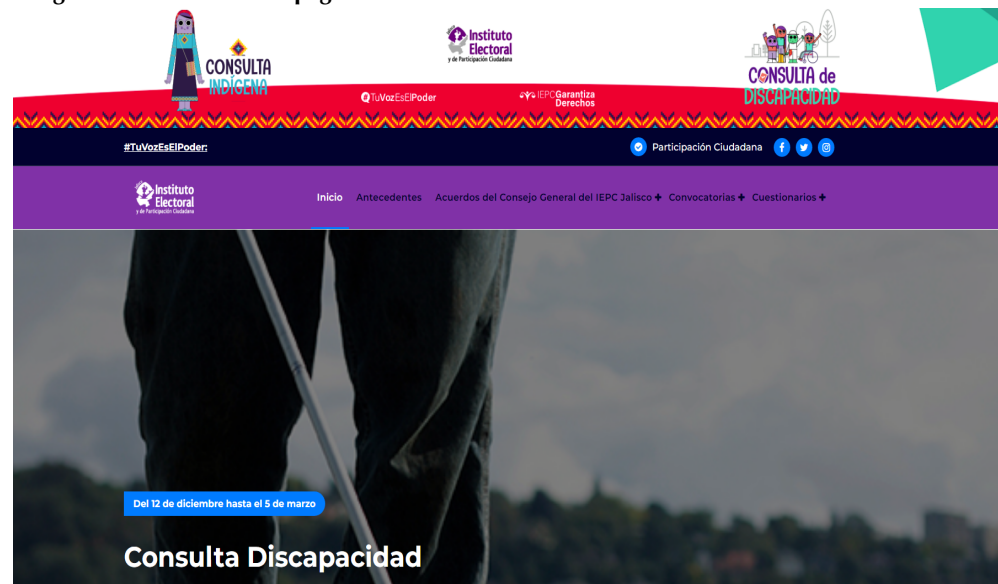 CONSULTA
INDÍGENA
Instituto
Electoral
y de Participación Ciudadana
CONSULTA de
DISCAPACIDAD
TuVozEsElPoder
IEPCGarantiza
Derechos
#TuVozEsElPoder:
Participación Ciudadana
Instituto
Electoral
y de Participación Ciudadana
Inicio
Antecedentes
Acuerdos del Consejo General del IEPC Jalisco +
Convocatorias +
Cuestionarios +
Del 12 de diciembre hasta el 5 de marzo
Consulta Discapacidad